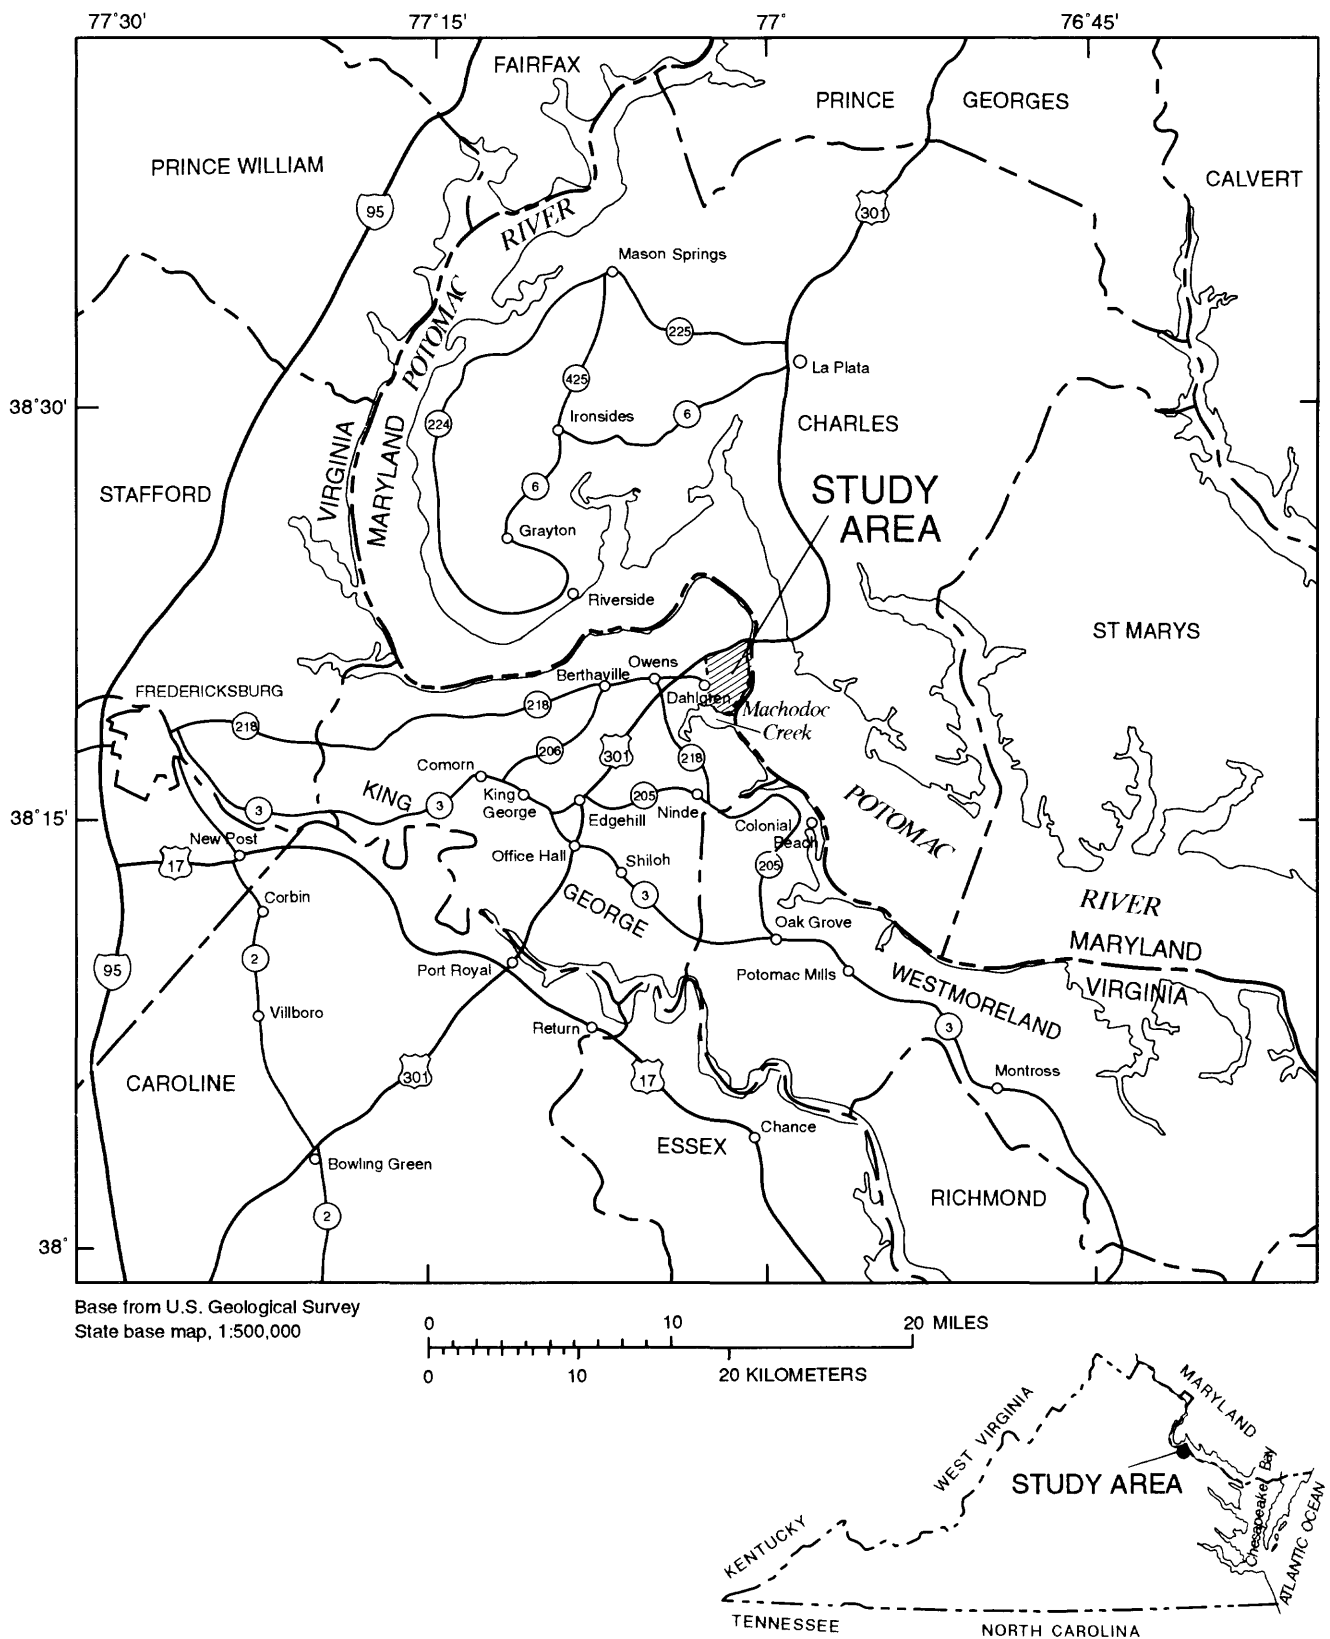 77°30'
77°15'
77°
76°45'
FAIRFAX
PRINCE GEORGES
PRINCE WILLIAM
CALVERT
95
301
RIVER
Mason Springs
POTOMAC
225
La Plata
425
38°30'
224
Ironsides
6
CHARLES
VIRGINIA
MARYLAND
STAFFORD
6
STUDY
AREA
Grayton
Riverside
ST MARYS
FREDERICKSBURG
Owens
Berthaville
Dahlgren
218
218
Machodoc
Creek
206
301
218
Comorn
KING
3
3
King
George
205
Edgehill
Ninde
38°15'
Colonial
Beach
POTOMAC
New Post
17
Office Hall
Shiloh
205
3
Corbin
GEORGE
RIVER
Oak Grove
MARYLAND
2
95
Port Royal
Potomac Mills
WESTMORELAND
VIRGINIA
Villboro
Return
3
301
17
Montross
CAROLINE
Chance
ESSEX
Bowling Green
RICHMOND
2
38°
Base from U.S. Geological Survey
State base map, 1:500,000
0 10 20 MILES
0 10 20 KILOMETERS
MARYLAND
WEST VIRGINIA
STUDY AREA
Chesapeake Bay
ATLANTIC OCEAN
KENTUCKY
TENNESSEE
NORTH CAROLINA